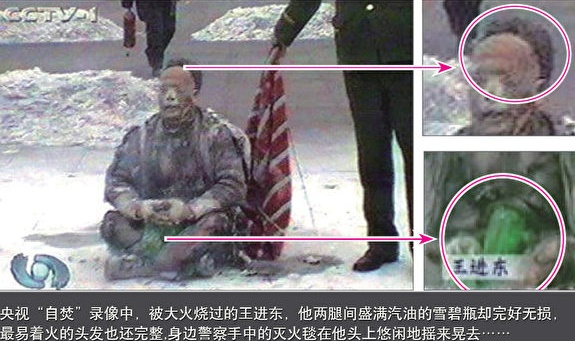 CCTV-1
王进东
央视“自焚”录像中，被大火烧过的王进东，他两腿间盛满汽油的雪碧瓶却完好无损，
最易着火的头发也还完整,身边警察手中的灭火毯在他头上悠闲地摇来晃去……